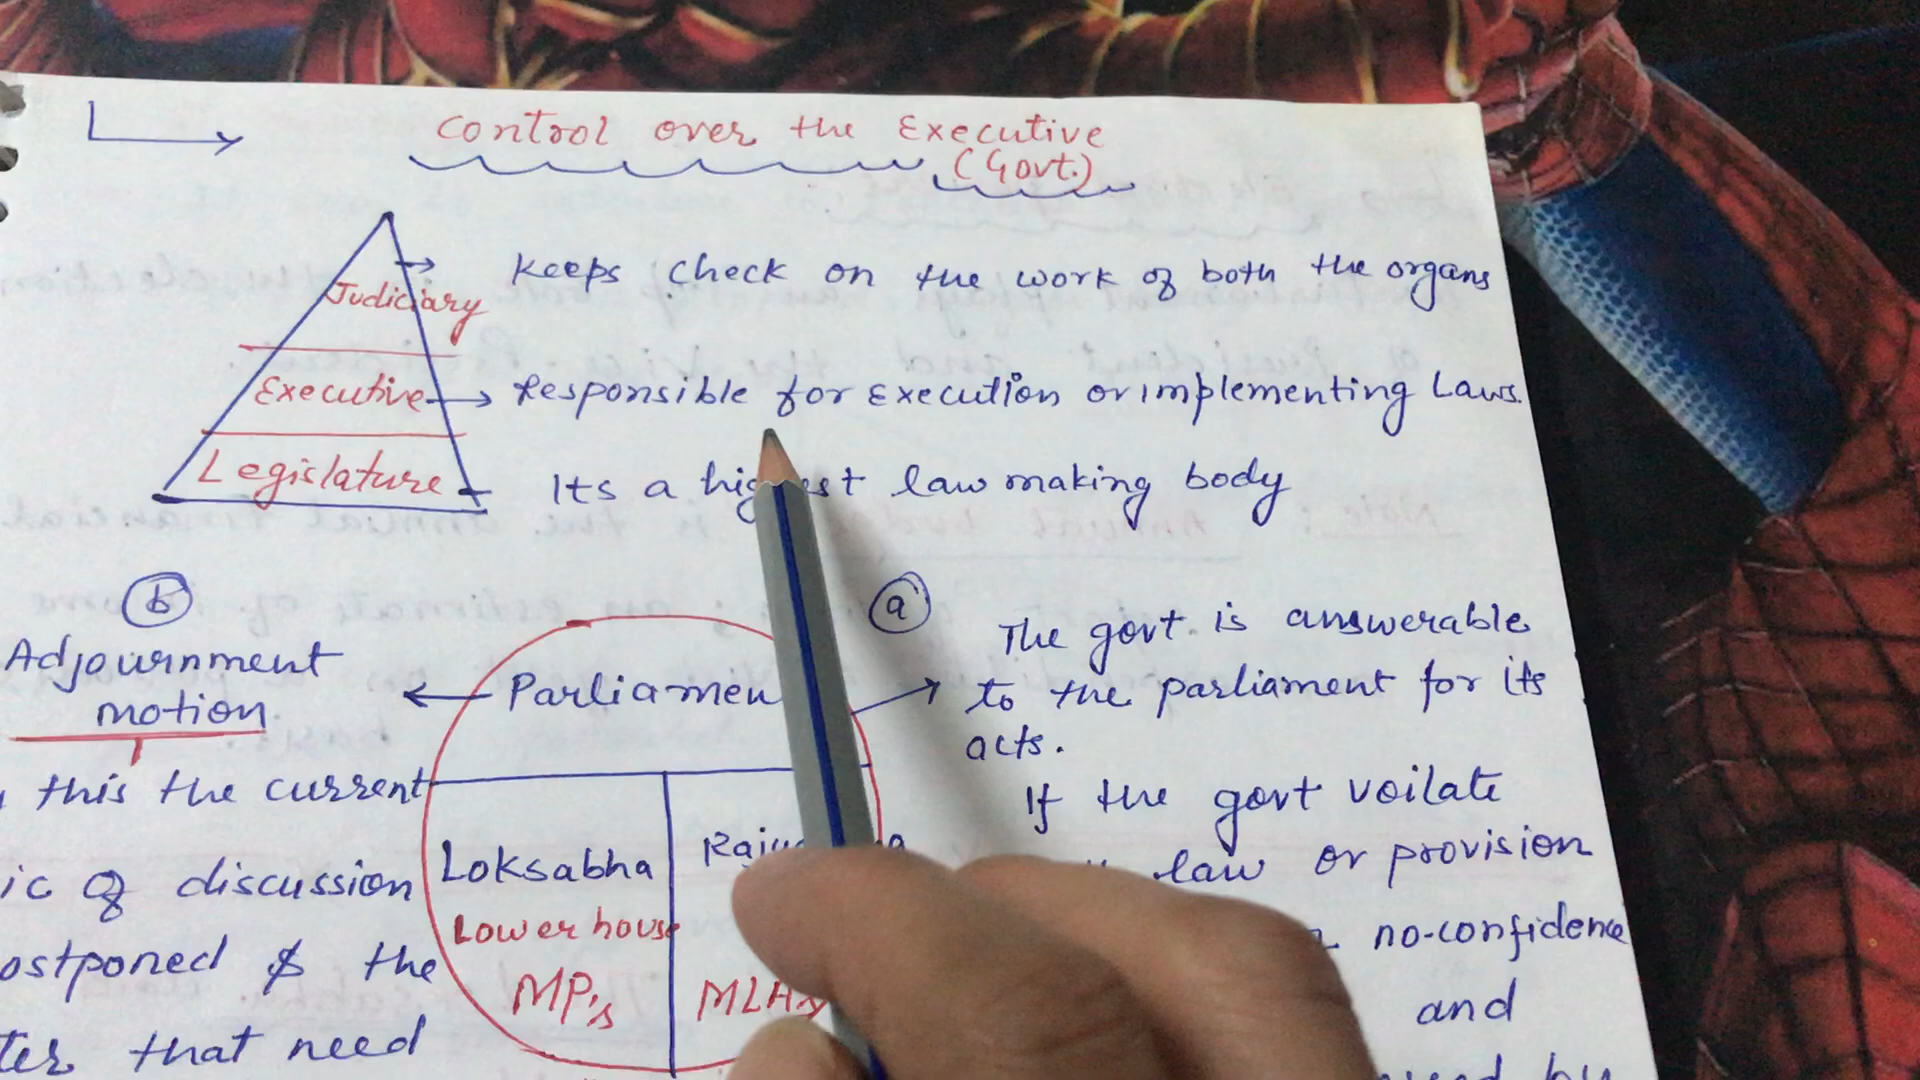 Control over the Executive
(Govt.)
Judiciary
Keeps check on the work of both the organs
Executive
Responsible for Execution or implementing Laws.
Legislature
Its a law making body
b
Adjournment
motion
this the current
of discussion
the
that need
Parliamen
Loksabha
Lower house
MP's
MLA's
a
The govt. is answerable
to the parliament for its
acts.
If the govt voilate
law or provision
no-confidence
and
by